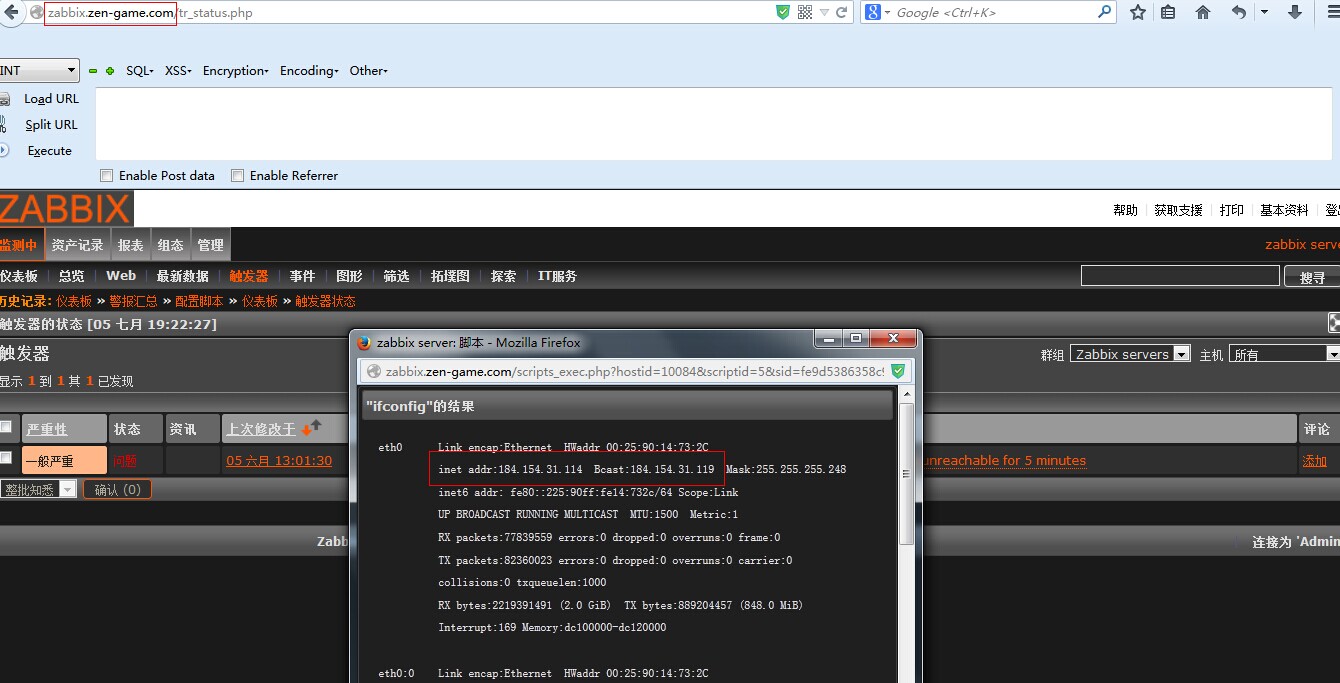 zabbix.zen-game.com/tr_status.php
Google <Ctrl+K>
INT SQL XSS Encryption Encoding Other
Load URL
Split URL
Execute
Enable Post data Enable Referrer
ZABBIX
帮助 获取支援 打印 基本资料
监测中 资产记录 报表 组态 管理
zabbix serve
仪表板 总览 Web 最新数据 触发器 事件 图形 筛选 拓墣图 探索 IT服务
搜寻
历史记录: 仪表板 » 警报汇总 » 配置脚本 » 仪表板 » 触发器状态
触发器的状态 [05 七月 19:22:27]
触发器
群组 Zabbix servers 主机 所有
显示 1 到 1 其 1 已发现
严重性 状态 资讯 上次修改于 评论
一般严重 问题 05 六月 13:01:30 unreachable for 5 minutes 添加
整批知悉 确认 (0)
Zabb
连接为 'Admin
zabbix server: 脚本 - Mozilla Firefox
zabbix.zen-game.com/scripts_exec.php?hostid=10084&scriptid=5&sid=fe9d5386358c9
"ifconfig"的结果
eth0 Link encap:Ethernet HWaddr 00:25:90:14:73:2C
inet addr:184.154.31.114 Bcast:184.154.31.119 Mask:255.255.255.248
inet6 addr: fe80::225:90ff:fe14:732c/64 Scope:Link
UP BROADCAST RUNNING MULTICAST MTU:1500 Metric:1
RX packets:77839559 errors:0 dropped:0 overruns:0 frame:0
TX packets:82360023 errors:0 dropped:0 overruns:0 carrier:0
collisions:0 txqueuelen:1000
RX bytes:2219391491 (2.0 GiB) TX bytes:889204457 (848.0 MiB)
Interrupt:169 Memory:dc100000-dc120000
eth0:0 Link encap:Ethernet HWaddr 00:25:90:14:73:2C